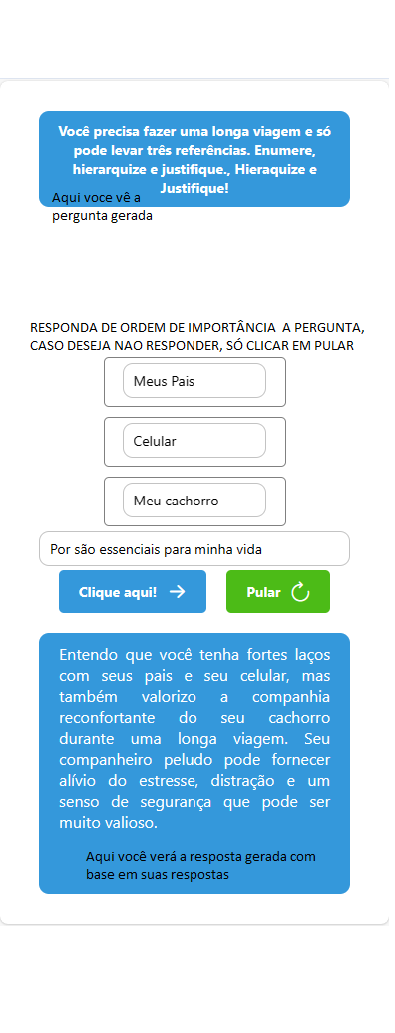 Você precisa fazer uma longa viagem e só
pode levar três referências. Enumere,
hierarquize e justifique., Hieraquize e
Justifique!
Aqui voce vê a
pergunta gerada
RESPONDA DE ORDEM DE IMPORTÂNCIA A PERGUNTA,
CASO DESEJA NAO RESPONDER, SÓ CLICAR EM PULAR
Meus Pais
Celular
Meu cachorro
Por são essenciais para minha vida
Clique aqui!
Pular
Entendo que você tenha fortes laços
com seus pais e seu celular, mas
também valorizo a companhia
reconfortante do seu cachorro
durante uma longa viagem. Seu
companheiro peludo pode fornecer
alívio do estresse, distração e um
senso de segurança que pode ser
muito valioso.
Aqui você verá a resposta gerada com
base em suas respostas